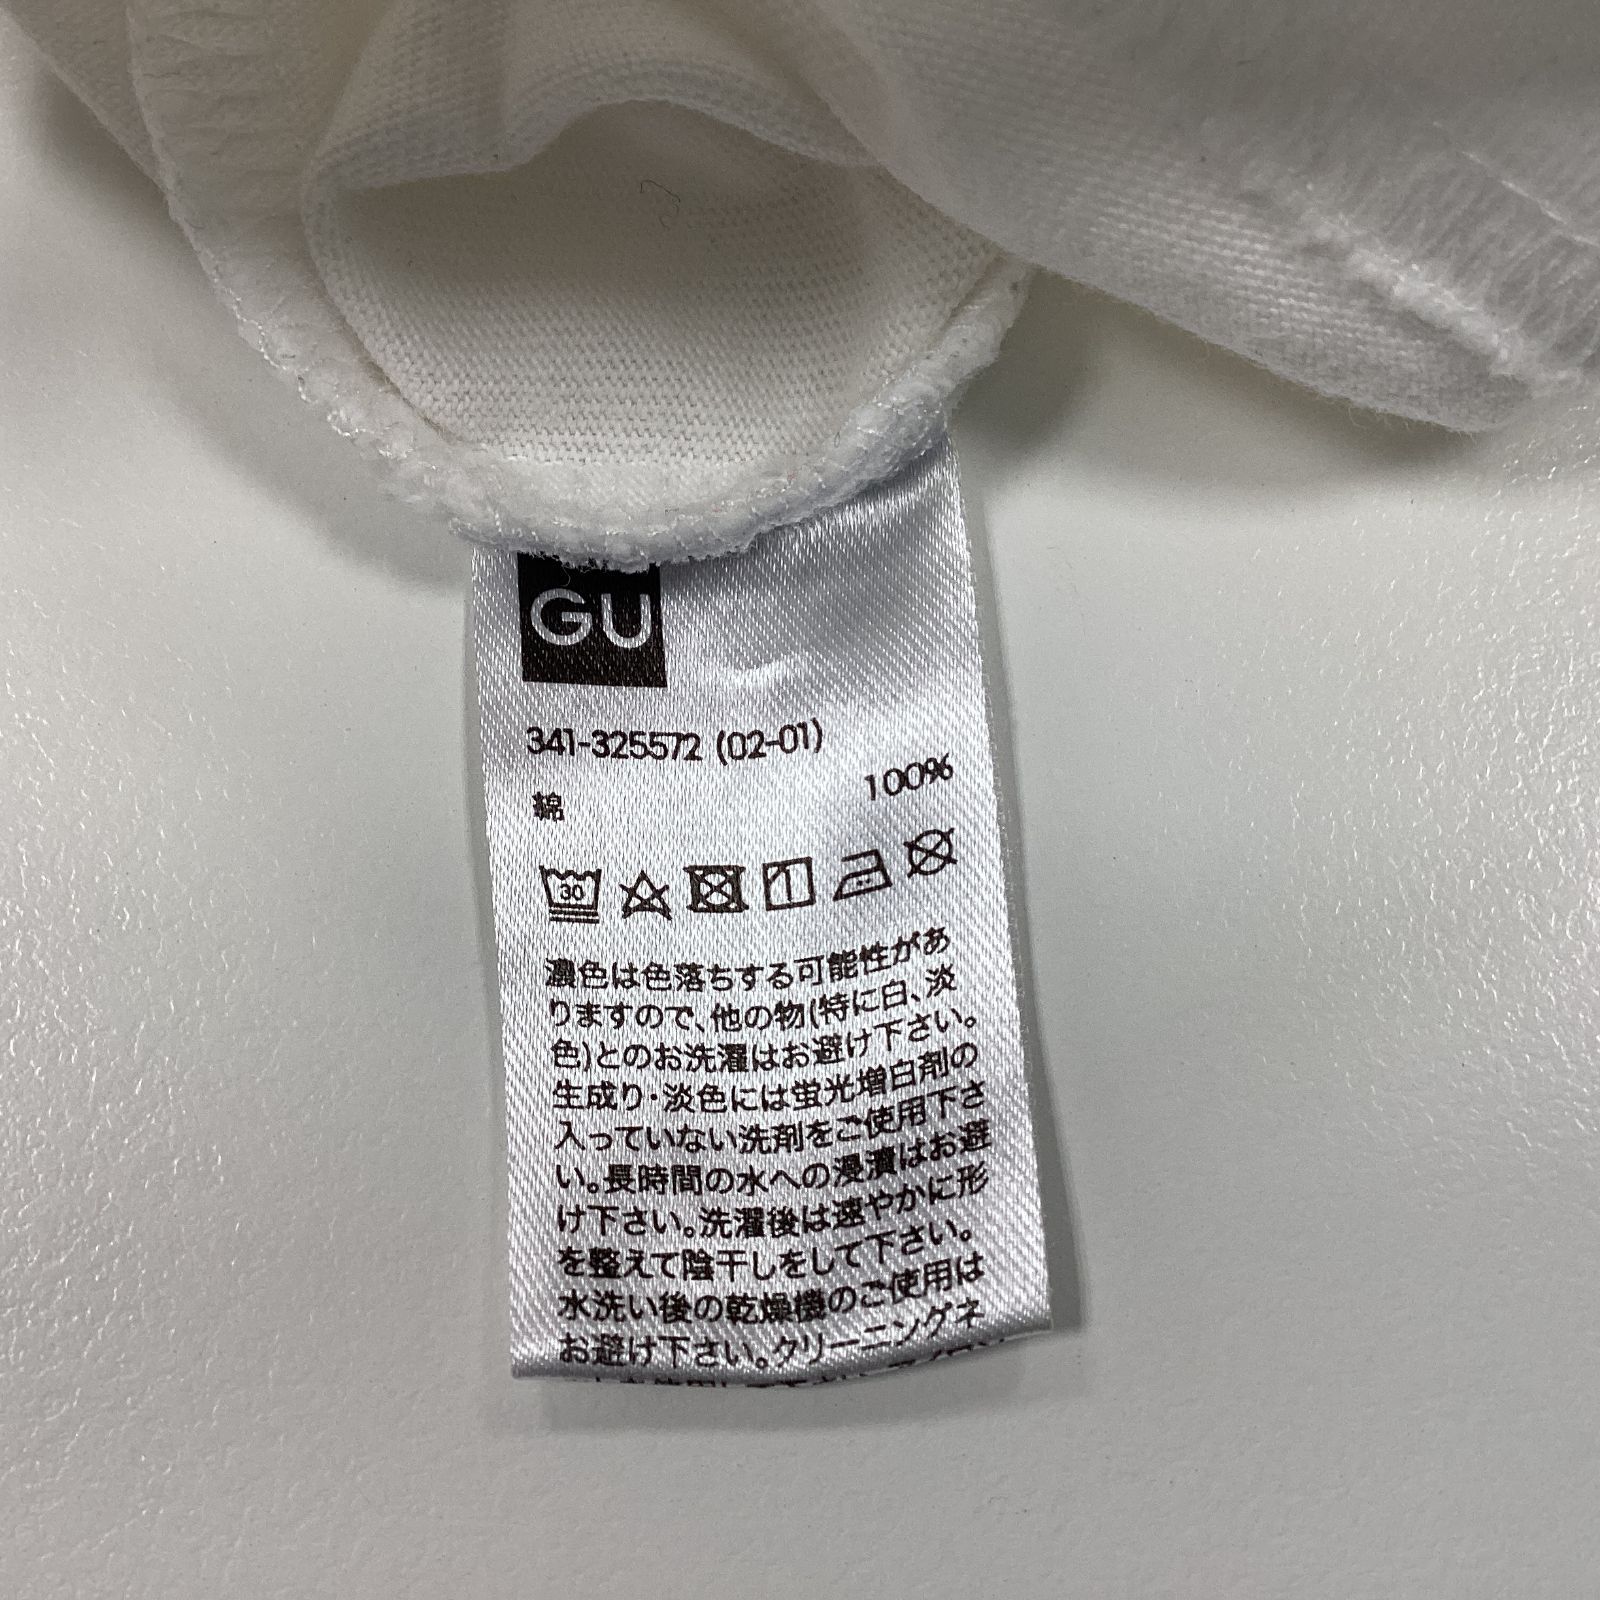 GU
341-325572 (02-01)
綿 100%
30
濃色は色落ちする可能性があ
りますので、他の物(特に白、淡
色)とのお洗濯はお避け下さい。
生成り・淡色には蛍光増白剤の
入っていない洗剤をご使用下さ
い。長時間の水への浸漬はお避
け下さい。洗濯後は速やかに形
を整えて陰干しをして下さい。
水洗い後の乾燥機のご使用は
お避け下さい。クリーニングネ